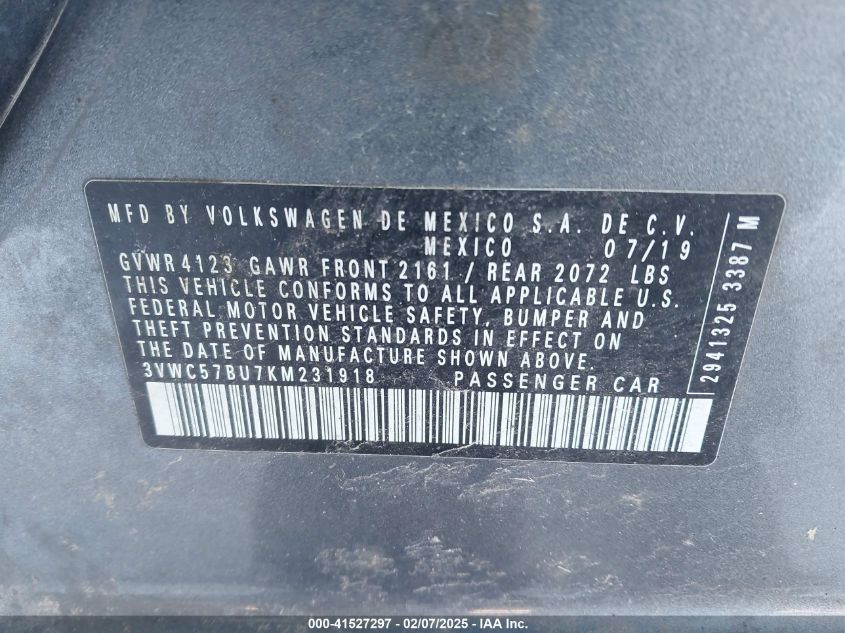 MFD BY VOLKSWAGEN DE MEXICO S.A. DE C.V.
MEXICO 07/19
GVWR 4123 GAWR FRONT 2161 / REAR 2072 LBS
THIS VEHICLE CONFORMS TO ALL APPLICABLE U.S.
FEDERAL MOTOR VEHICLE SAFETY, BUMPER AND
THEFT PREVENTION STANDARDS IN EFFECT ON
THE DATE OF MANUFACTURE SHOWN ABOVE.
3VWC57BU7KM231918 PASSENGER CAR
2941325 3387 M
000-41527297 - 02/07/2025 - IAA Inc.